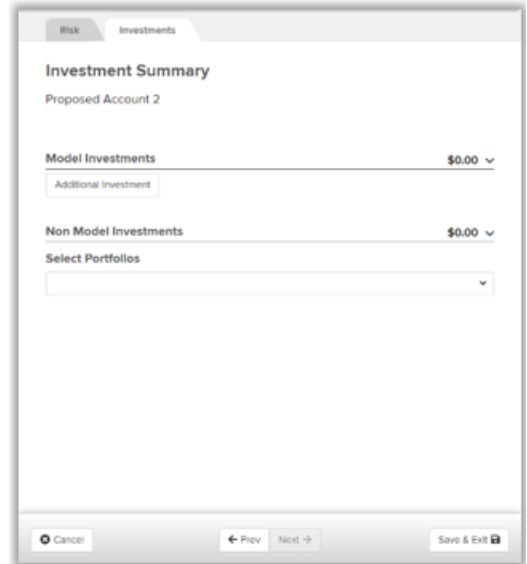 Risk Investments
Investment Summary
Proposed Account 2
Model Investments $0.00
Additional Investment
Non Model Investments $0.00
Select Portfolios
Cancel Prev Next Save & Exit